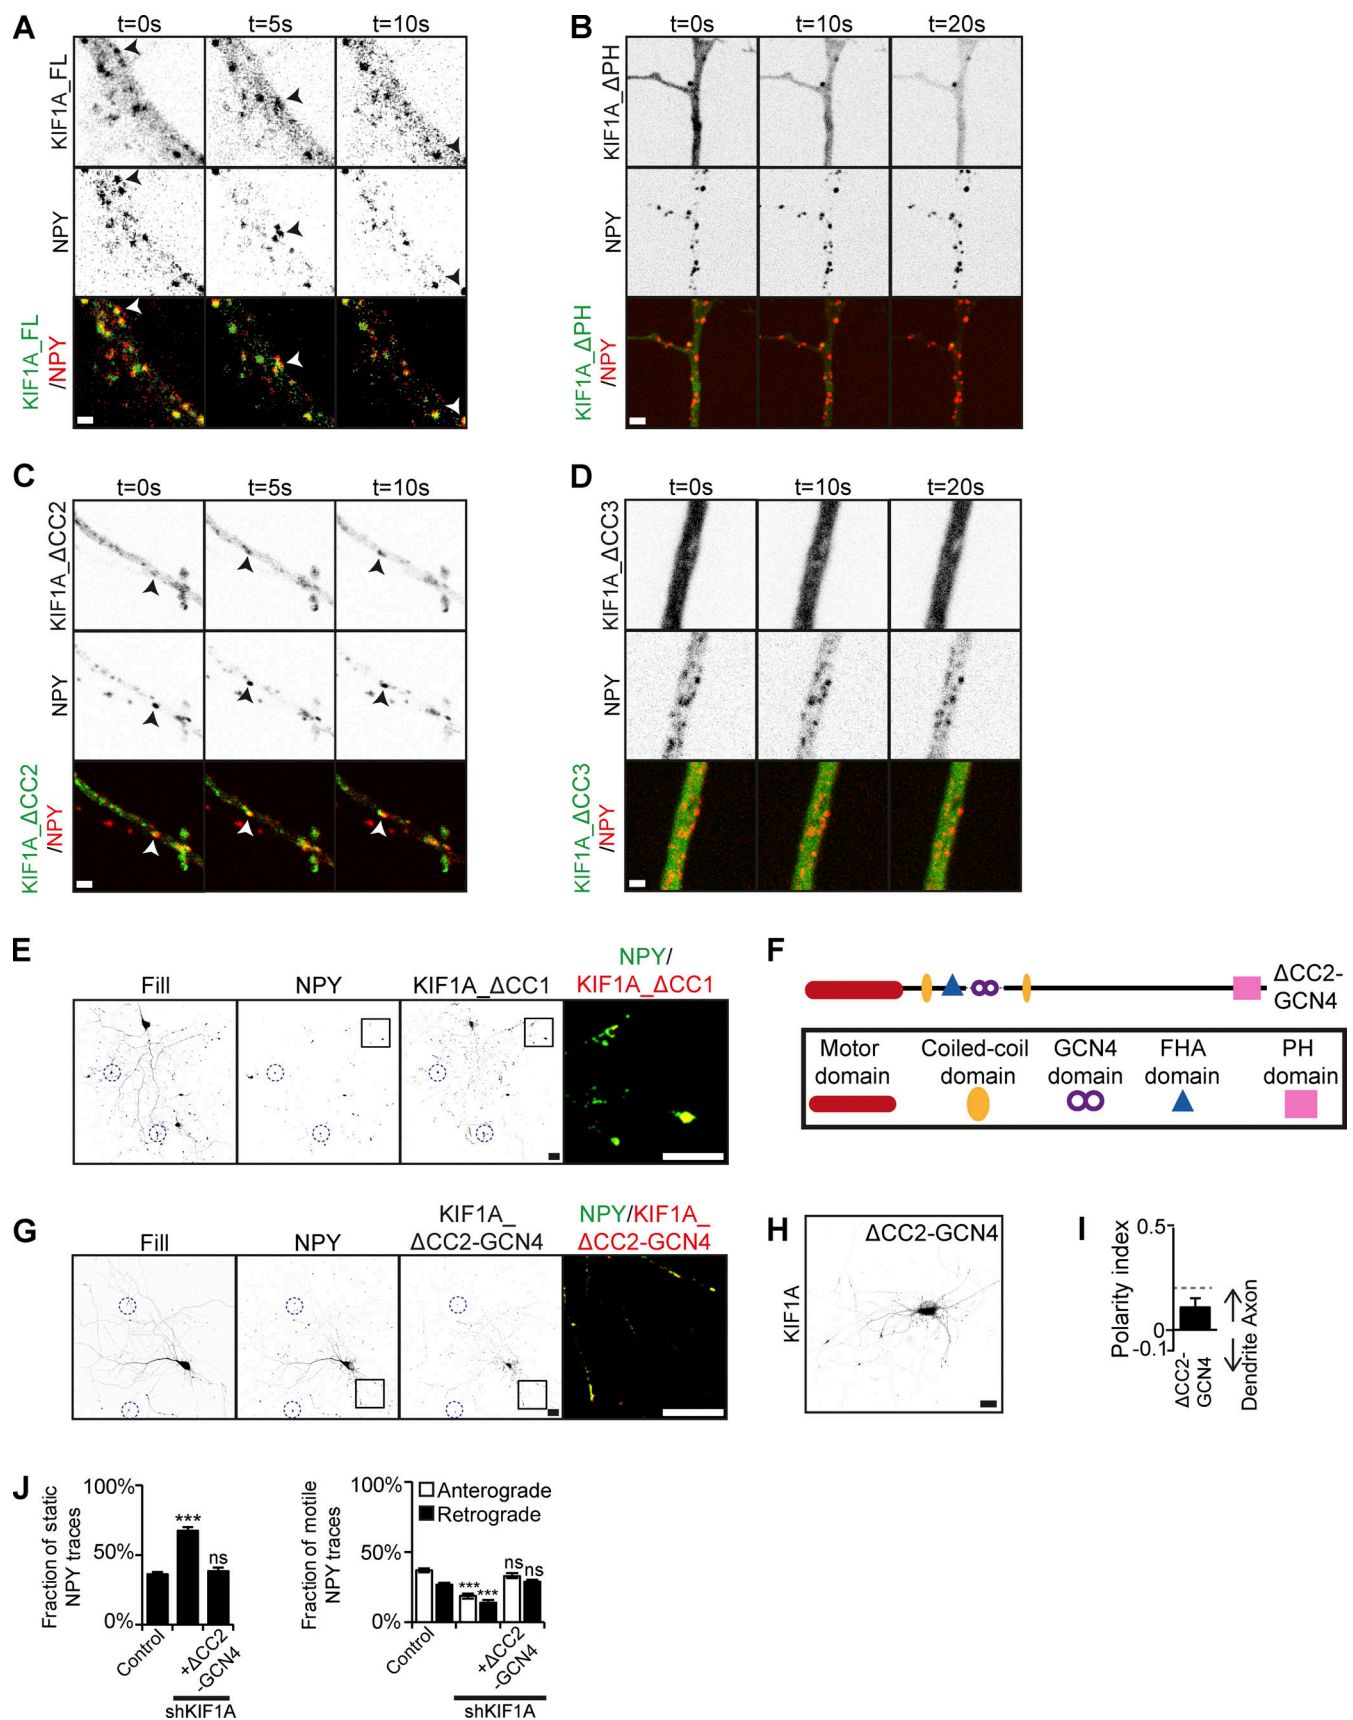 A
t=0s t=5s t=10s
KIF1A_FL
NPY
KIF1A_FL
/NPY
B
t=0s t=10s t=20s
KIF1A_ΔPH
NPY
KIF1A_ΔPH
/NPY
C
t=0s t=5s t=10s
KIF1A_ΔCC2
NPY
KIF1A_ΔCC2
/NPY
D
t=0s t=10s t=20s
KIF1A_ΔCC3
NPY
KIF1A_ΔCC3
/NPY
E
Fill
NPY
KIF1A_ΔCC1
NPY/
KIF1A_ΔCC1
F
ΔCC2-
GCN4
Motor
domain
Coiled-coil
domain
GCN4
domain
FHA
domain
PH
domain
G
Fill
NPY
KIF1A_
ΔCC2-GCN4
NPY/KIF1A_
ΔCC2-GCN4
H
KIF1A
ΔCC2-GCN4
I
Polarity index
0.5
0
-0.1
ΔCC2-
GCN4
Dendrite Axon
J
Fraction of static
NPY traces
100%
50%
0%
***
ns
Control
+ΔCC2
-GCN4
shKIF1A
Fraction of motile
NPY traces
100%
50%
0%
Anterograde
Retrograde
*** ***
ns ns
Control
+ΔCC2
-GCN4
shKIF1A